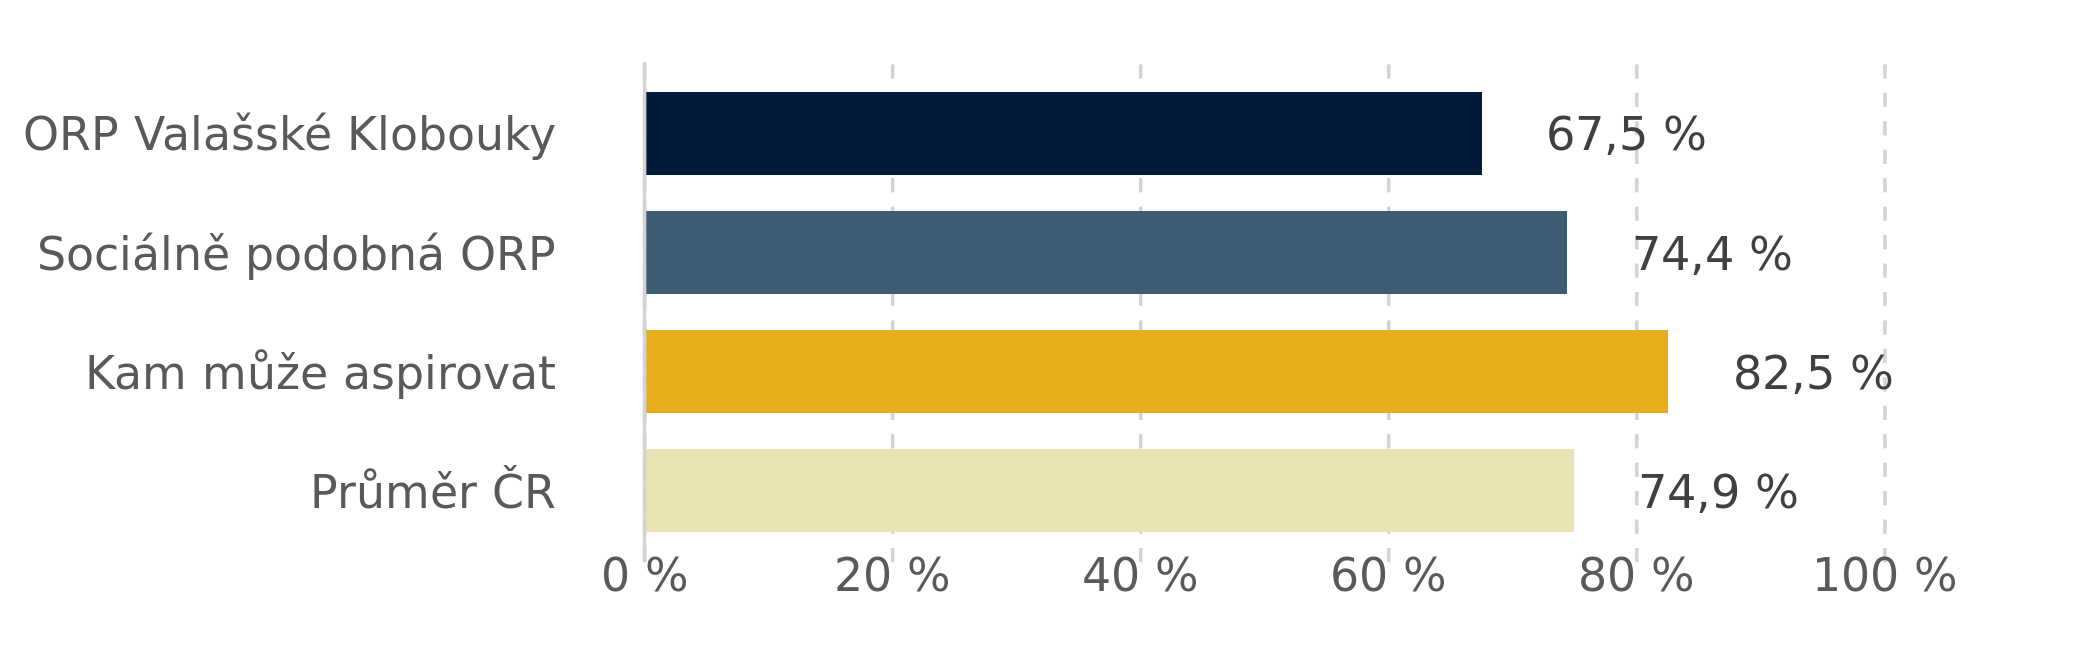 ORP Valašské Klobouky 67,5 %
Sociálně podobná ORP 74,4 %
Kam může aspirovat 82,5 %
Průměr ČR 74,9 %
0 % 20 % 40 % 60 % 80 % 100 %